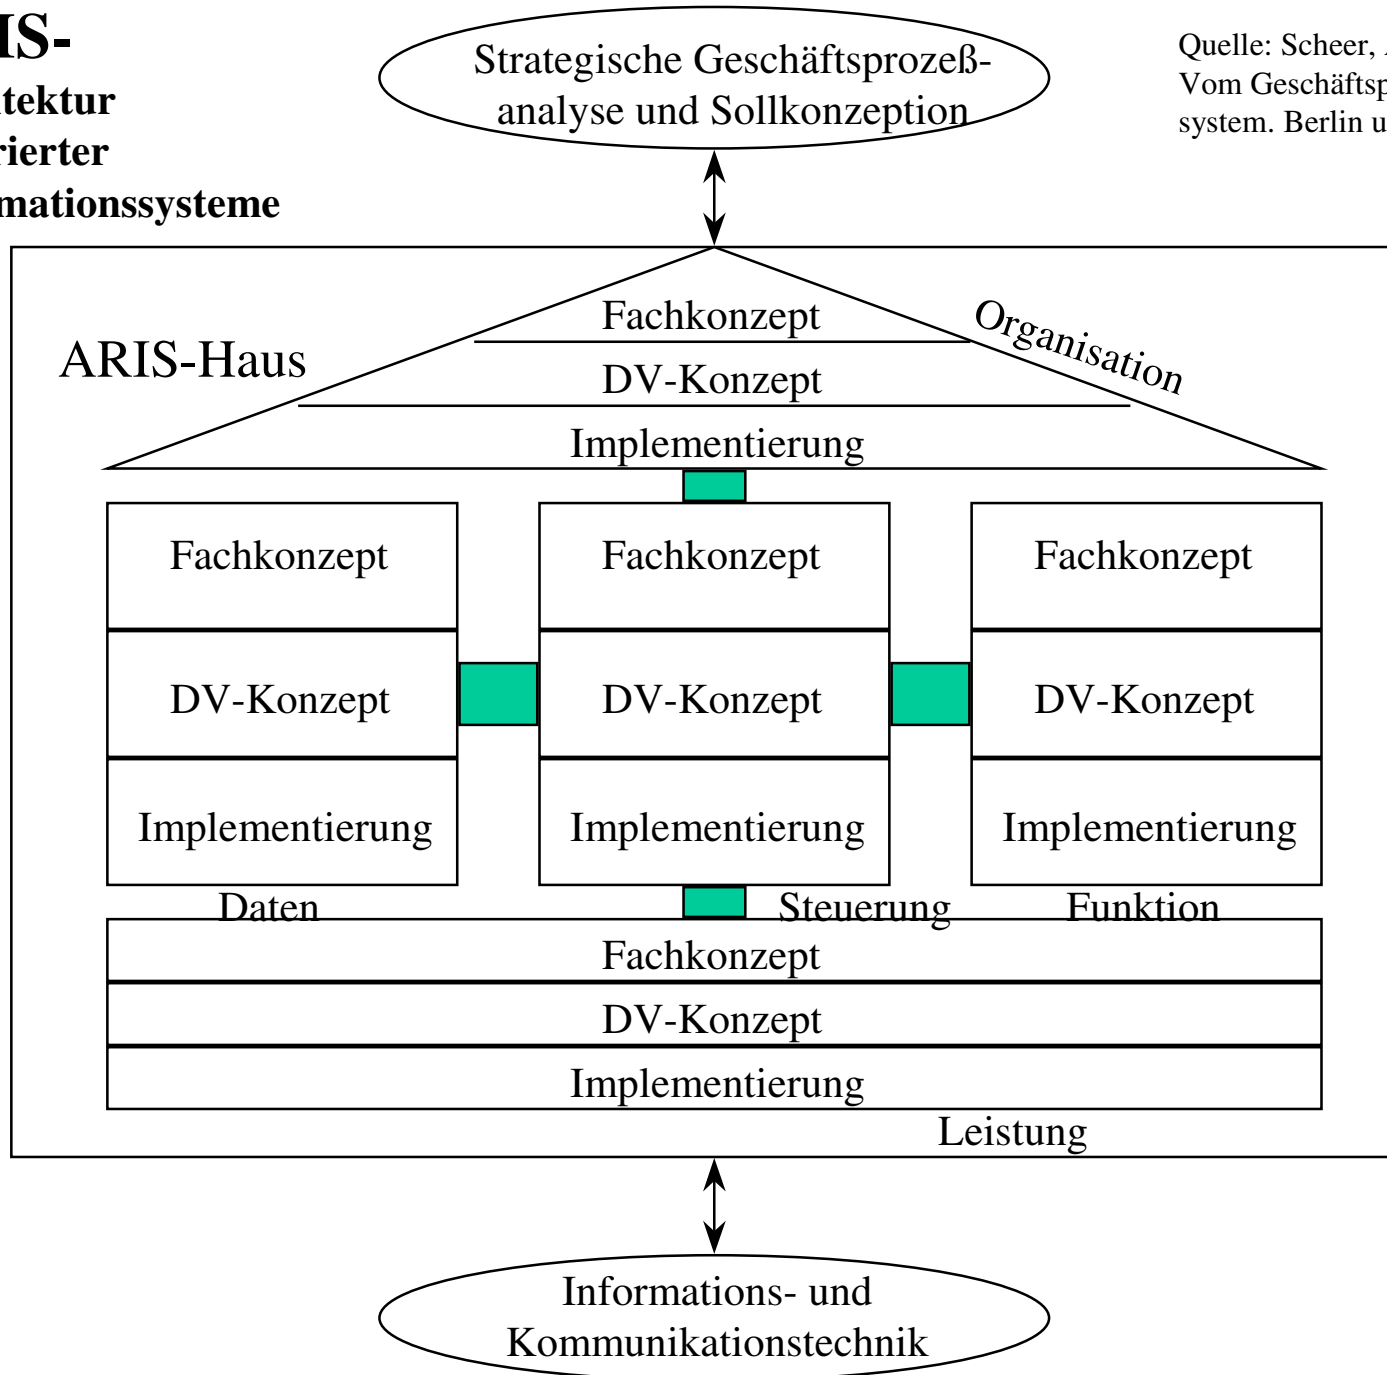 IS-
itektur
rierter
mationssysteme
Strategische Geschäftsprozeß-
analyse und Sollkonzeption
Quelle: Scheer,
Vom Geschäftsp
system. Berlin u
ARIS-Haus
Organisation
Fachkonzept
DV-Konzept
Implementierung
Fachkonzept
DV-Konzept
Implementierung
Daten
Fachkonzept
DV-Konzept
Implementierung
Steuerung
Fachkonzept
DV-Konzept
Implementierung
Funktion
Fachkonzept
DV-Konzept
Implementierung
Leistung
Informations- und
Kommunikationstechnik